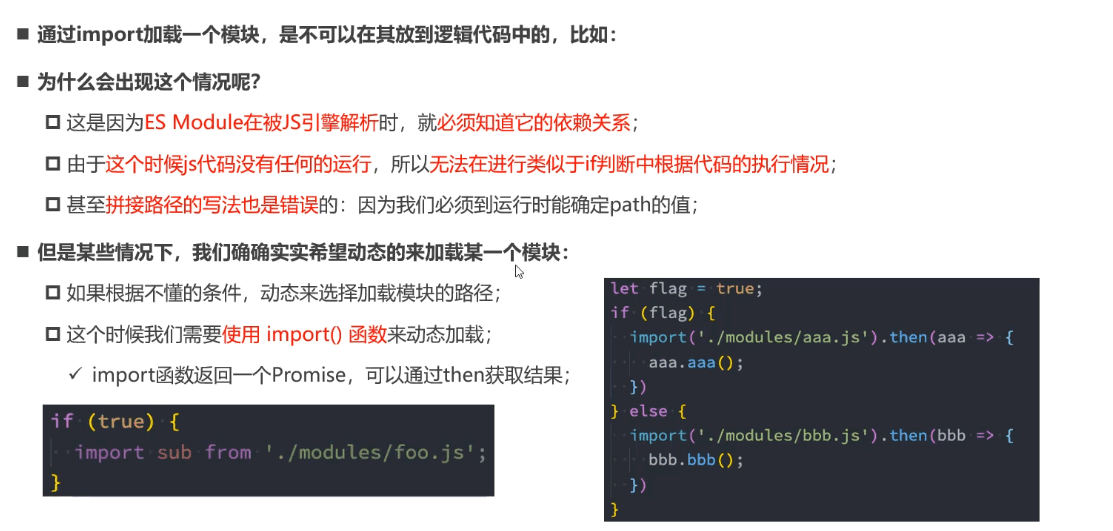 ■ 通过import加载一个模块，是不可以在其放到逻辑代码中的，比如：
■ 为什么会出现这个情况呢？
这是因为ES Module在被JS引擎解析时，就必须知道它的依赖关系；
由于这个时候js代码没有任何的运行，所以无法在进行类似于if判断中根据代码的执行情况；
甚至拼接路径的写法也是错误的：因为我们必须到运行时能确定path的值；
■ 但是某些情况下，我们确确实实希望动态的来加载某一个模块：
如果根据不懂的条件，动态来选择加载模块的路径；
这个时候我们需要使用 import() 函数来动态加载；
✓ import函数返回一个Promise，可以通过then获取结果；
if (true) {
  import sub from './modules/foo.js';
}
let flag = true;
if (flag) {
  import('./modules/aaa.js').then(aaa => {
    aaa.aaa();
  })
} else {
  import('./modules/bbb.js').then(bbb => {
    bbb.bbb();
  })
}